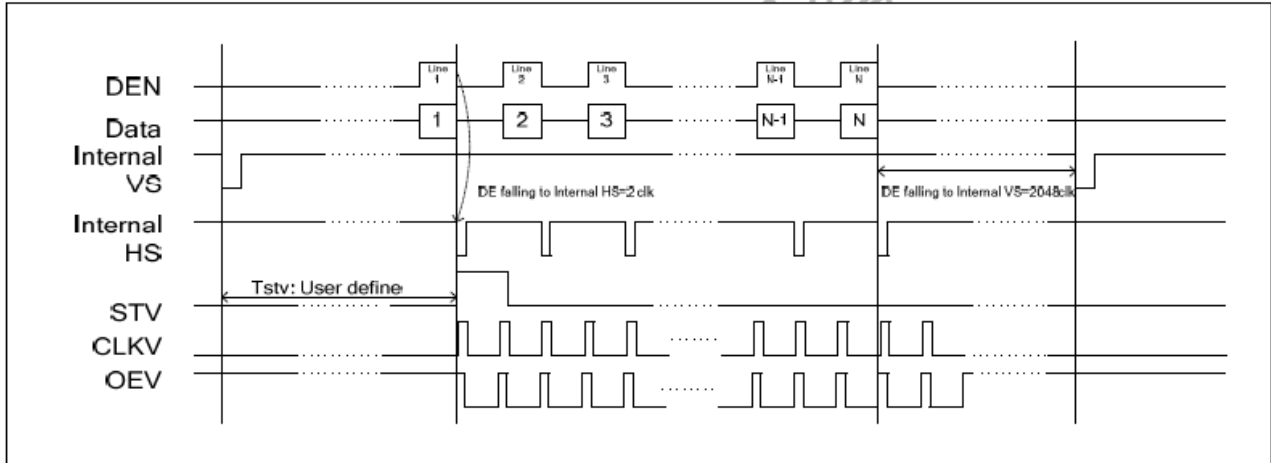 DEN
Line 1
Line 2
Line 3
Line N-1
Line N
Data
1
2
3
N-1
N
Internal
VS
DE falling to Internal HS=2 clk
DE falling to Internal VS=2048clk
Internal
HS
Tstv: User define
STV
CLKV
OEV